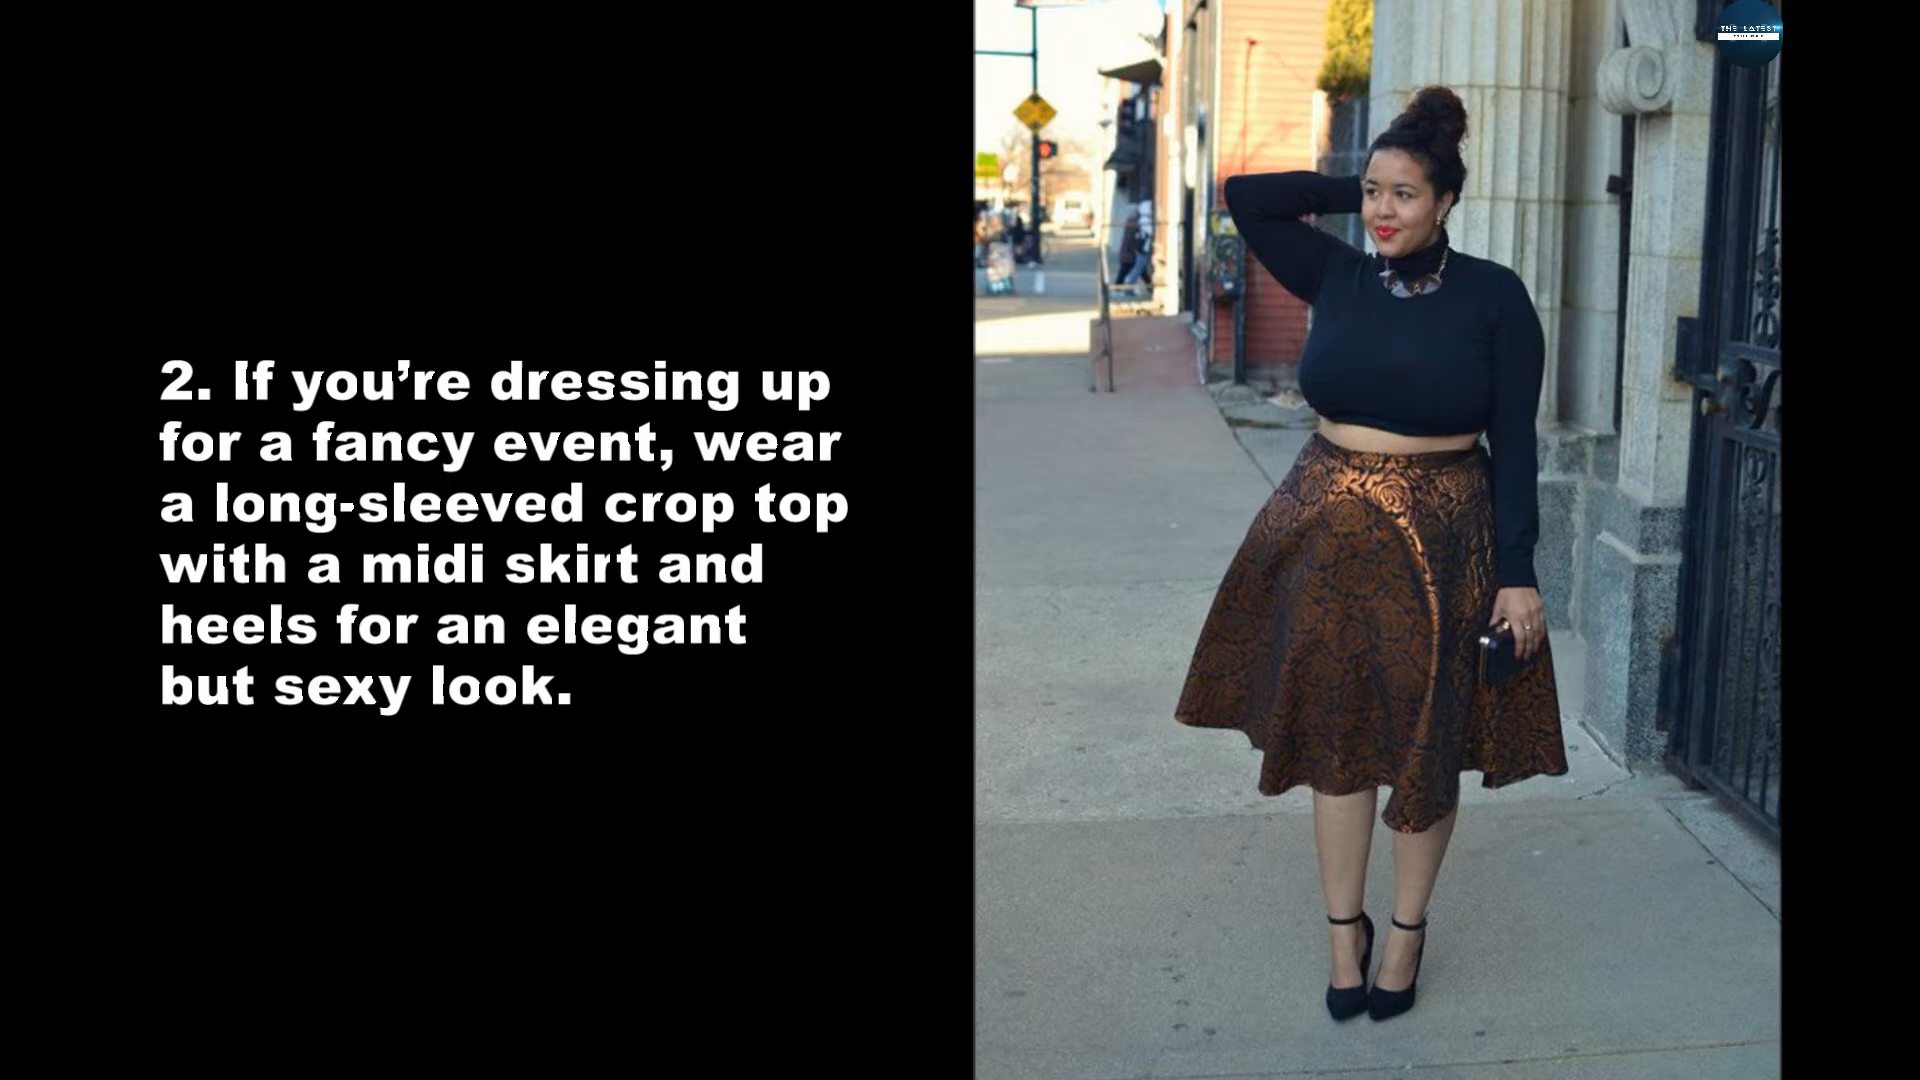 2. If you’re dressing up
for a fancy event, wear
a long-sleeved crop top
with a midi skirt and
heels for an elegant
but sexy look.
THE LATEST